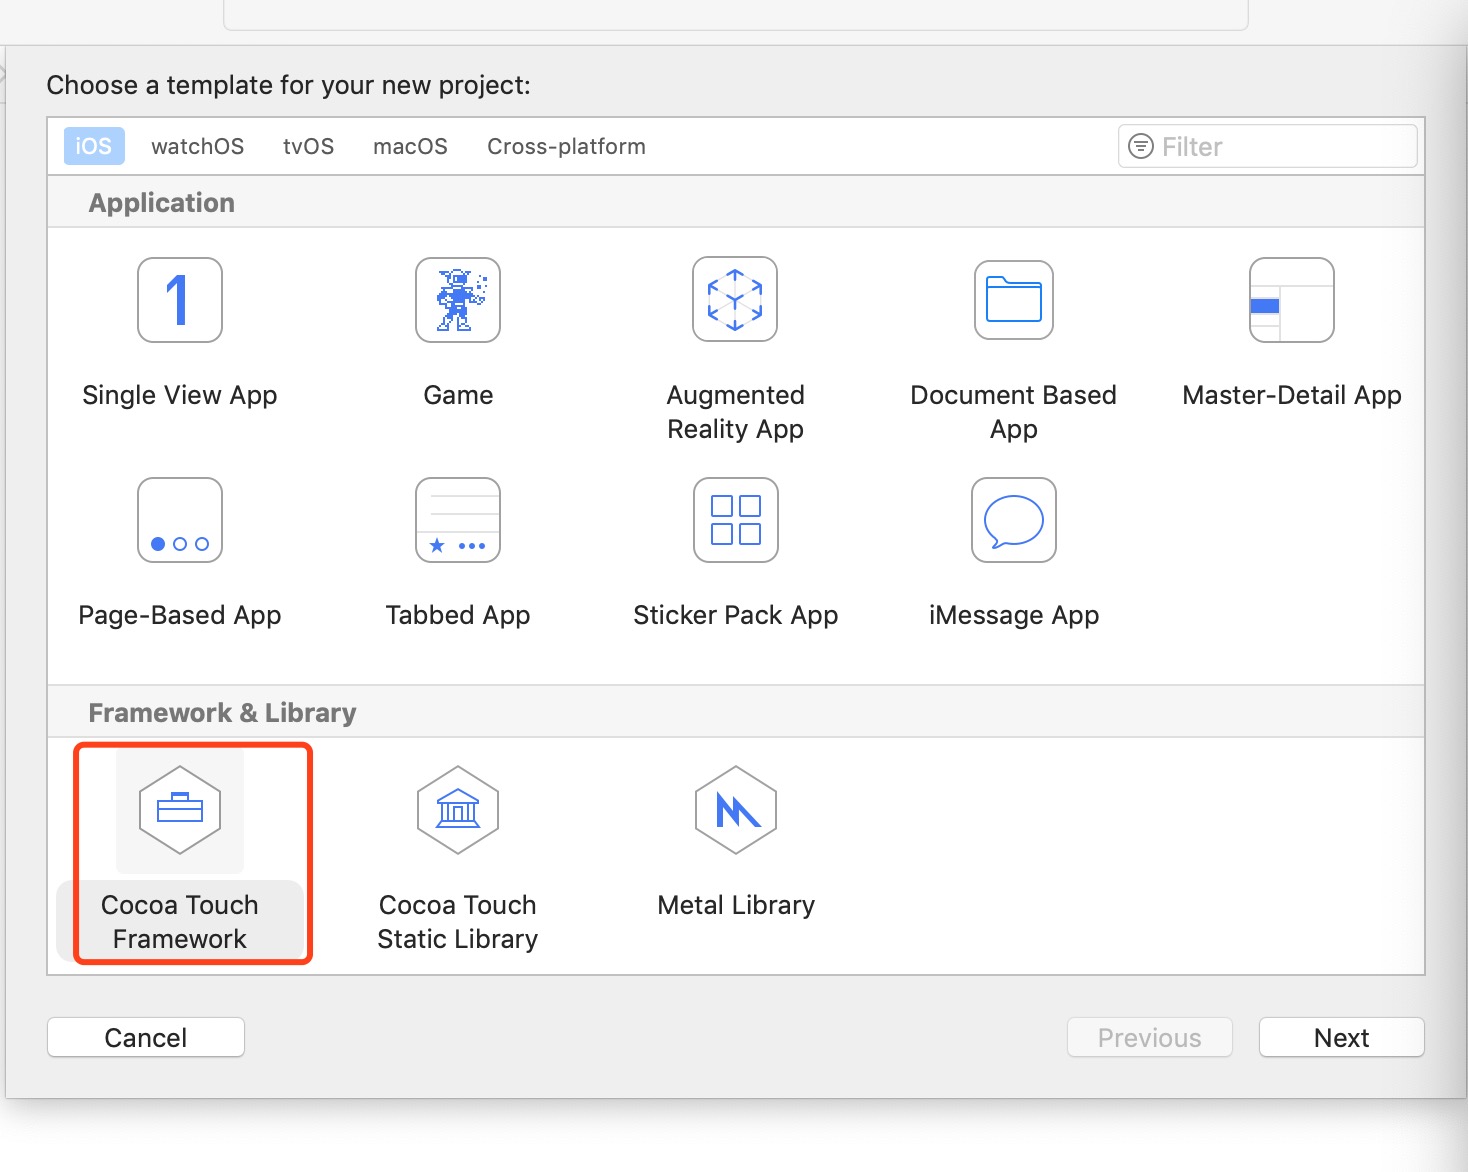 Choose a template for your new project:
iOS watchOS tvOS macOS Cross-platform Filter
Application
1
Single View App
Game
Augmented
Reality App
Document Based
App
Master-Detail App
Page-Based App
Tabbed App
Sticker Pack App
iMessage App
Framework & Library
Cocoa Touch
Framework
Cocoa Touch
Static Library
Metal Library
Cancel
Previous
Next